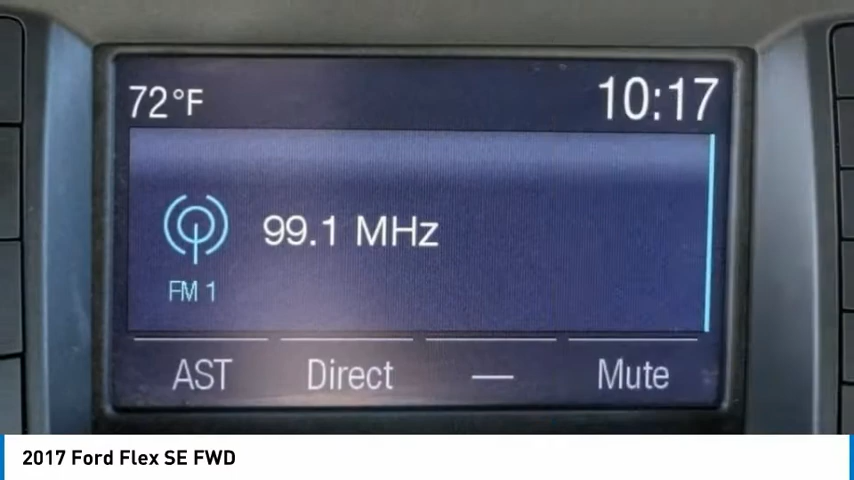 72°F 10:17
99.1 MHz
FM 1
AST Direct — Mute
2017 Ford Flex SE FWD